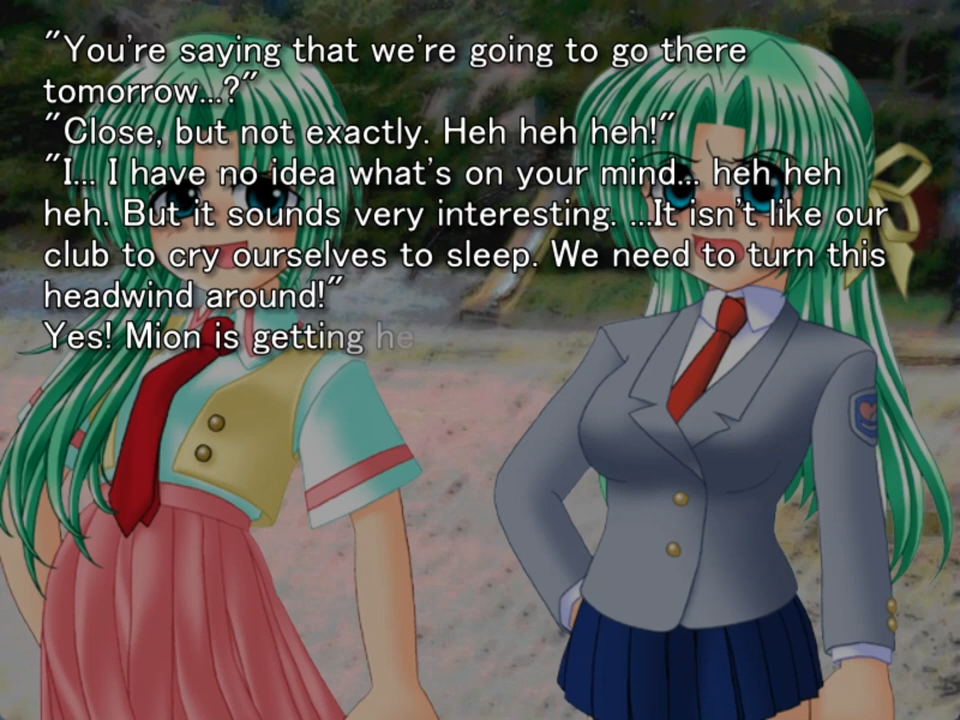 "You're saying that we're going to go there
tomorrow...?"
"Close, but not exactly. Heh heh heh!"
"I... I have no idea what's on your mind... heh heh
heh. But it sounds very interesting. ...It isn't like our
club to cry ourselves to sleep. We need to turn this
headwind around!"
Yes! Mion is getting he